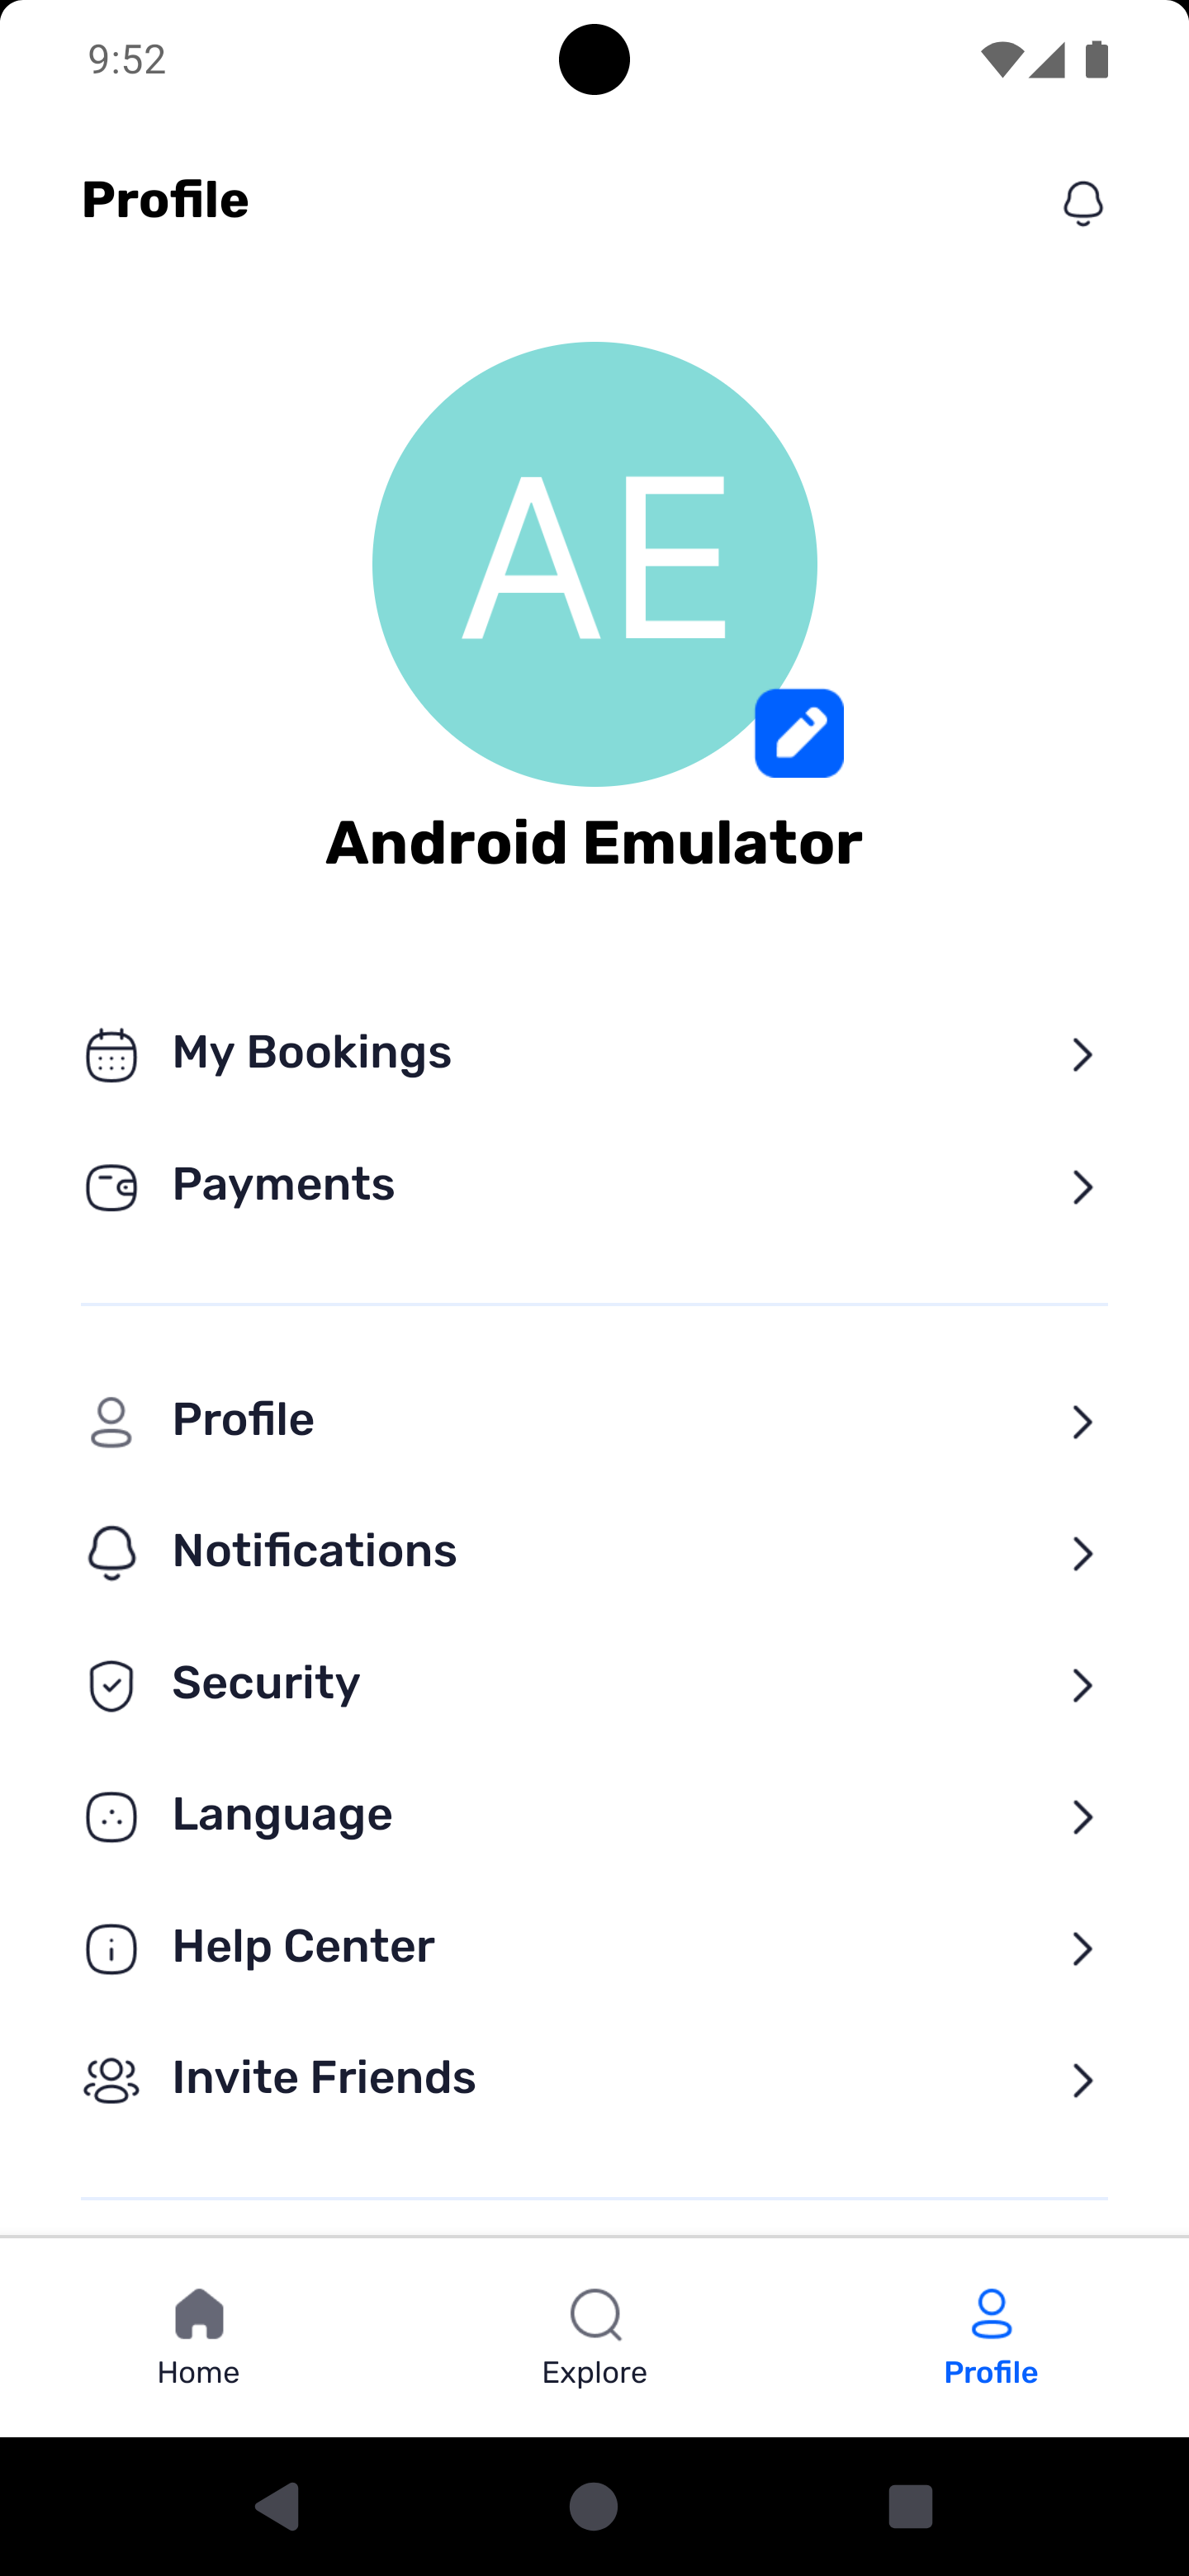 9:52
Profile
AE
Android Emulator
My Bookings
Payments
Profile
Notifications
Security
Language
Help Center
Invite Friends
Home
Explore
Profile